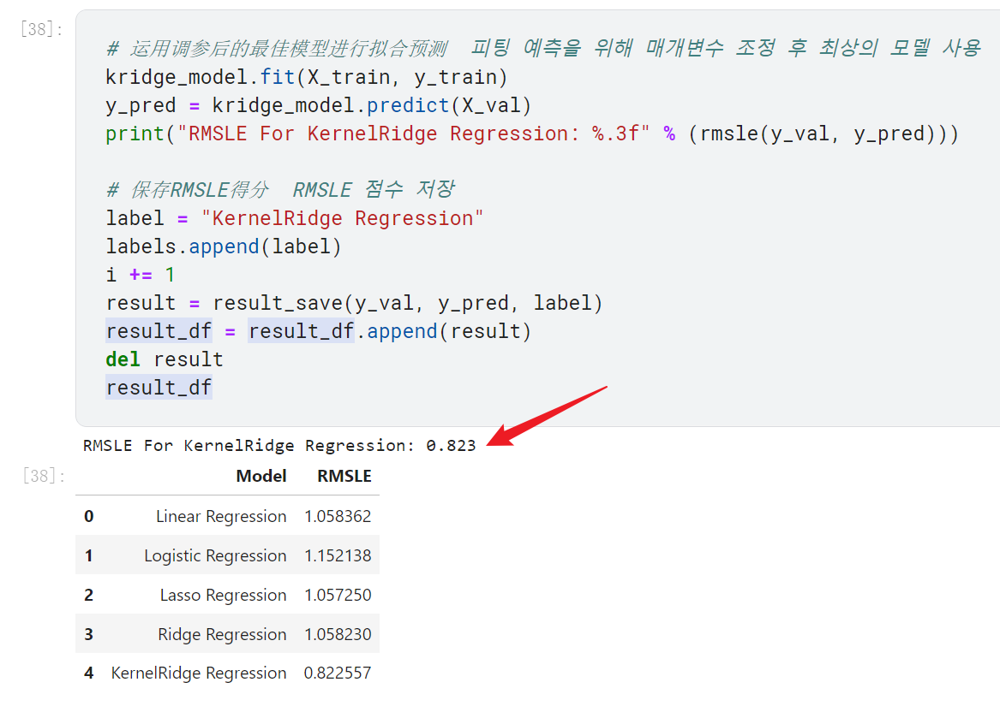 [38]:
# 运用调参后的最佳模型进行拟合预测  피팅 예측을 위해 매개변수 조정 후 최상의 모델 사용
kridge_model.fit(X_train, y_train)
y_pred = kridge_model.predict(X_val)
print("RMSLE For KernelRidge Regression: %.3f" % (rmsle(y_val, y_pred)))
# 保存RMSLE得分  RMSLE 점수 저장
label = "KernelRidge Regression"
labels.append(label)
i += 1
result = result_save(y_val, y_pred, label)
result_df = result_df.append(result)
del result
result_df
RMSLE For KernelRidge Regression: 0.823
[38]:
Model RMSLE
0 Linear Regression 1.058362
1 Logistic Regression 1.152138
2 Lasso Regression 1.057250
3 Ridge Regression 1.058230
4 KernelRidge Regression 0.822557